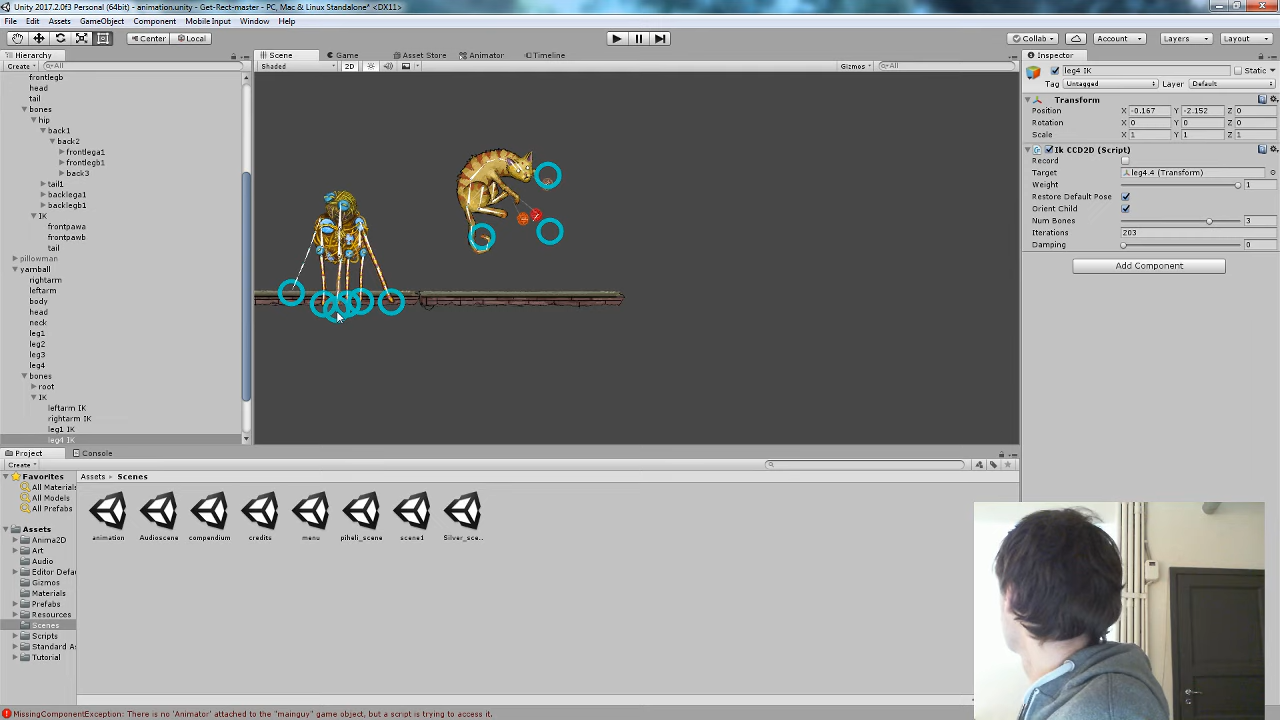 Unity 2017.2.0f3 Personal (64bit) - animation.unity - Get-Rect-master - PC, Mac & Linux Standalone* <DX11>
File Edit Assets GameObject Component Mobile Input Window Help
Center Local Collab Account Layers Layout
Hierarchy
Create All
frontlegb
head
tail
bones
hip
back1
back2
frontlega1
frontlegb1
back3
tail1
backlega1
backlegb1
IK
frontpawa
frontpawb
tail
pillowman
yarnball
rightarm
leftarm
body
head
neck
leg1
leg2
leg3
leg4
bones
root
IK
leftarm IK
rightarm IK
leg1 IK
leg4 IK
Scene Game Asset Store Animator Timeline
Shaded 2D Gizmos All
Inspector
leg4 IK Static
Tag Untagged Layer Default
Transform
Position X -0.167 Y -2.152 Z 0
Rotation X 0 Y 0 Z 0
Scale X 1 Y 1 Z 1
Ik CCD2D (Script)
Record
Target leg4.4 (Transform)
Weight 1
Restore Default Pose
Orient Child
Num Bones 3
Iterations 203
Damping 0
Add Component
Project Console
Create
Favorites
All Materials
All Models
All Prefabs
Assets
Anima2D
Art
Audio
Editor Defa
Gizmos
Materials
Prefabs
Resources
Scenes
Scripts
Standard As
Tutorial
Assets Scenes
animation Audioscene compendium credits menu piheli_scene scene1 Silver_sce...
MissingComponentException: There is no 'Animator' attached to the "mainguy" game object, but a script is trying to access it.